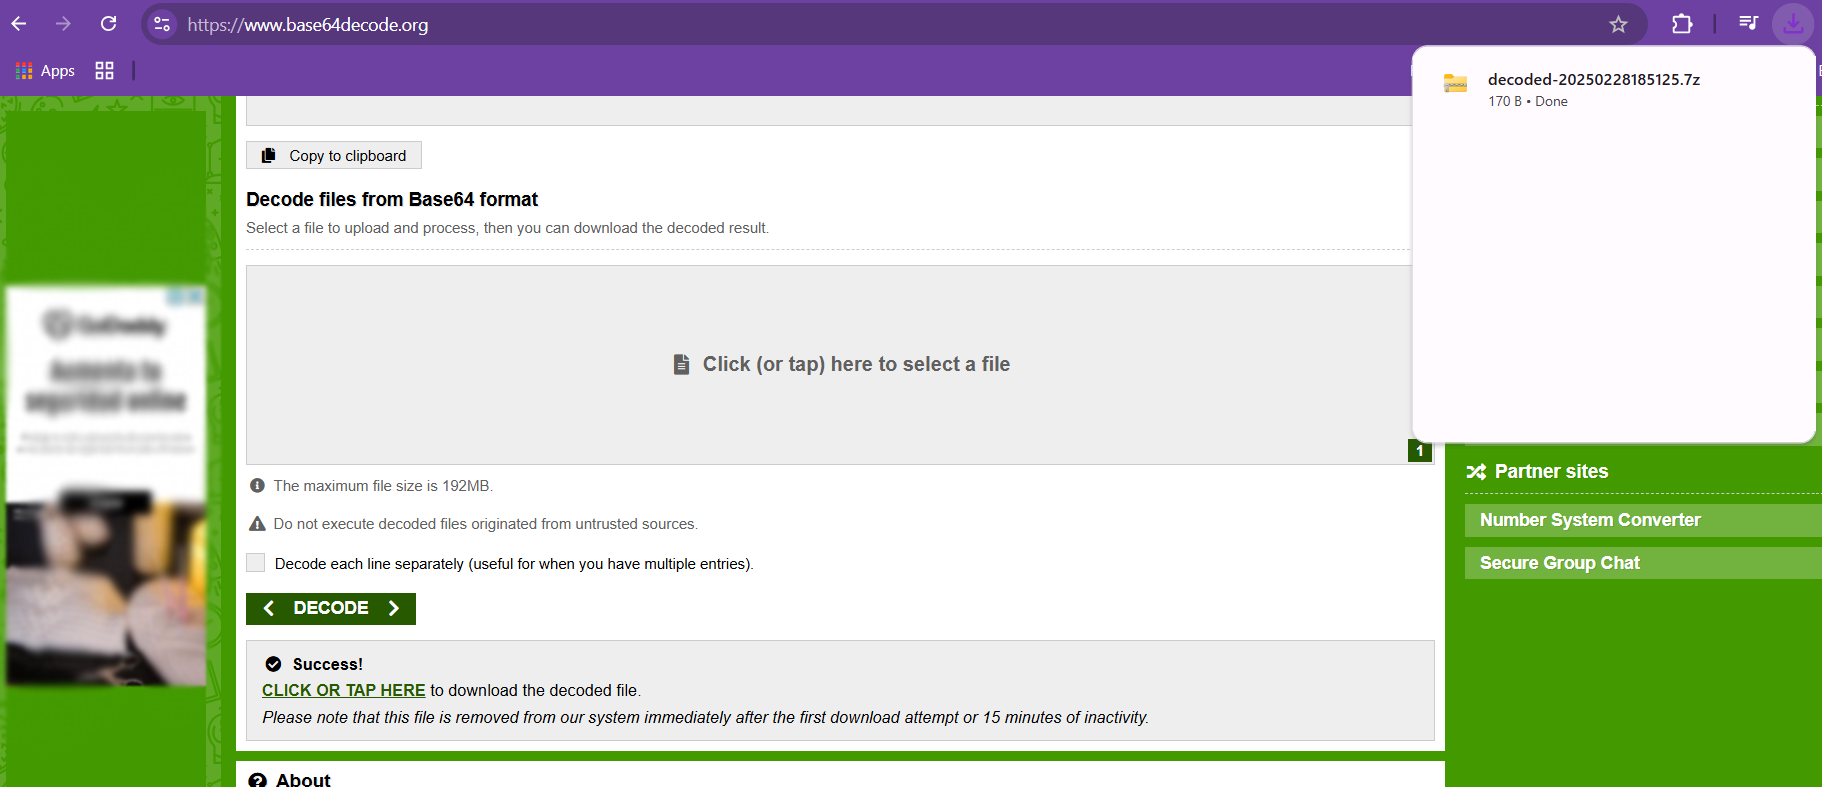 https://www.base64decode.org
Apps
decoded-20250228185125.7z
170 B • Done
Copy to clipboard
Decode files from Base64 format
Select a file to upload and process, then you can download the decoded result.
Click (or tap) here to select a file
1
The maximum file size is 192MB.
Do not execute decoded files originated from untrusted sources.
Decode each line separately (useful for when you have multiple entries).
DECODE
Success!
CLICK OR TAP HERE to download the decoded file.
Please note that this file is removed from our system immediately after the first download attempt or 15 minutes of inactivity.
About
Partner sites
Number System Converter
Secure Group Chat
GoDaddy
Aumenta tu
seguridad online